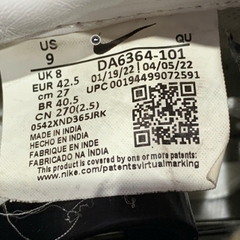 US QU
9
UK 8 DA6364-101
EUR 42.5 01/19/22 04/05/22
cm 27 UPC 00194499072591
BR 40.5
CN 270(2.5)
0542XND365JRK
MADE IN INDIA
HECHO EN INDIA
FABRIQUE EN INDE
FABRICADO NA ÍNDIA
This product is covered by one or more patents
www.nike.com/patentsvirtualmarking